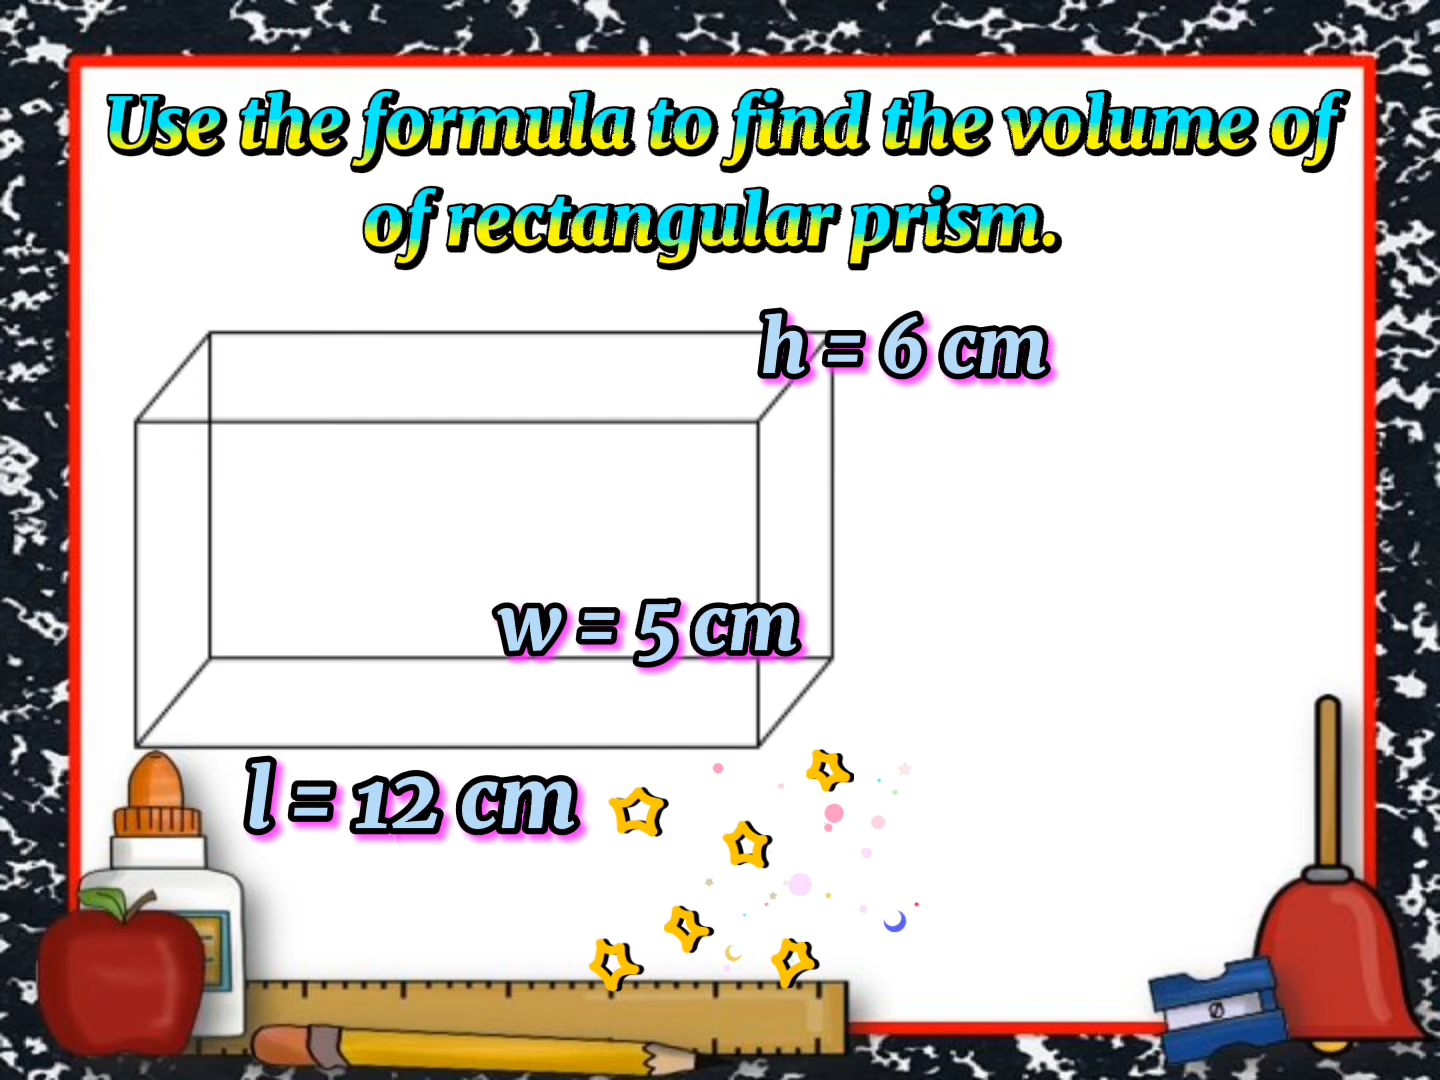 Use the formula to find the volume of
of rectangular prism.
h = 6 cm
w = 5 cm
l = 12 cm